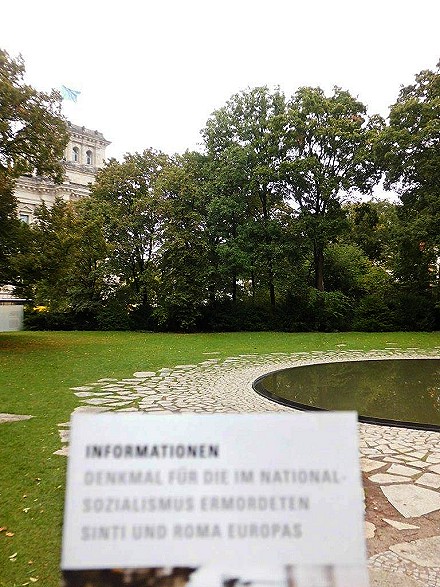 INFORMATIONEN
DENKMAL FÜR DIE IM NATIONAL-
SOZIALISMUS ERMORDETEN
SINTI UND ROMA EUROPAS